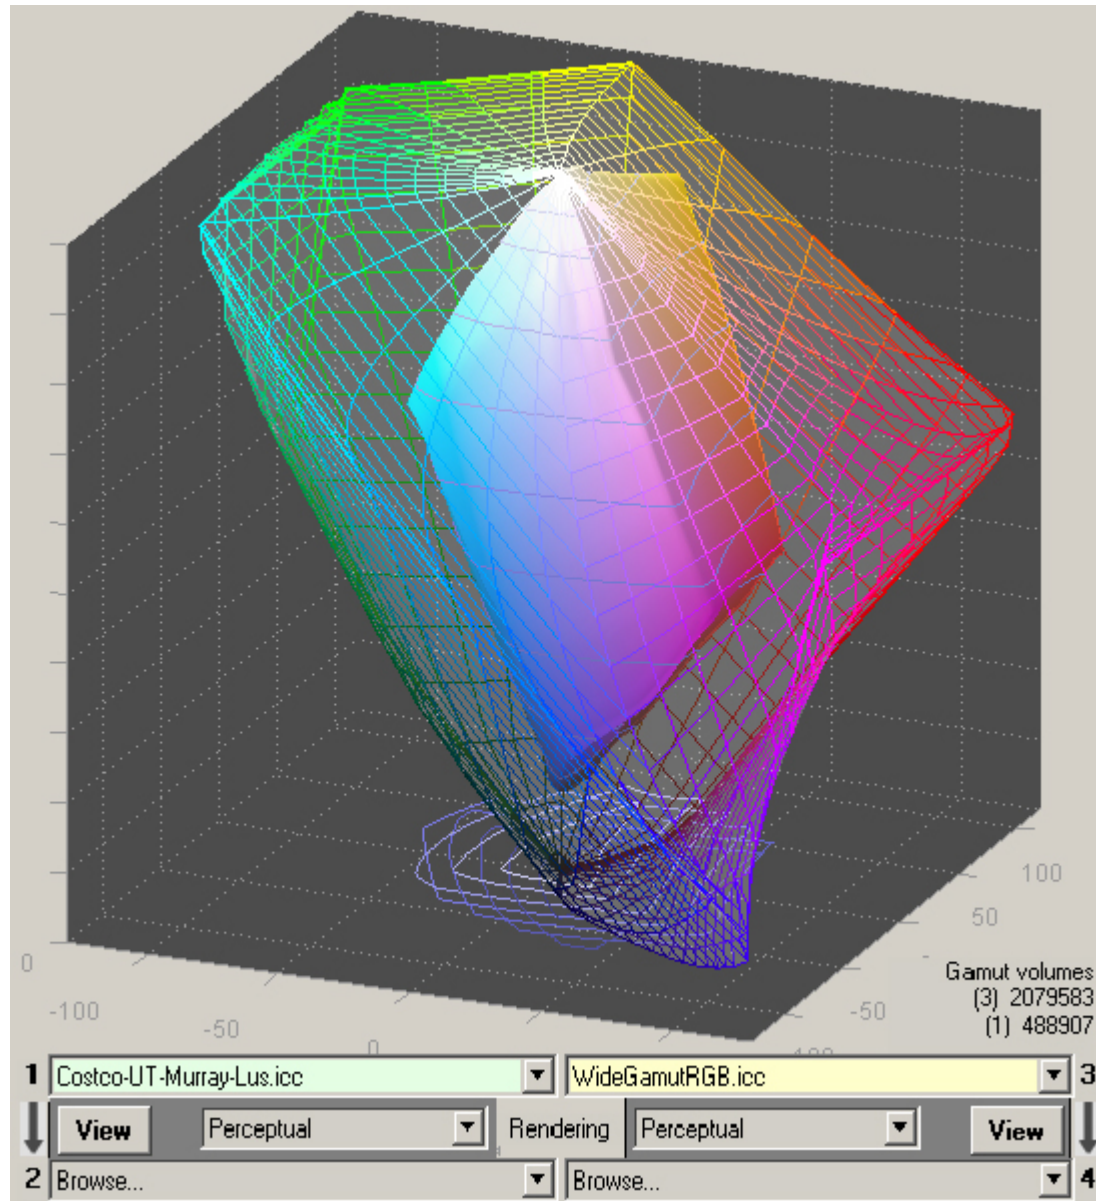 100
50
0
-50
-100
-50
0
100
Gamut volumes
(3) 2079583
(1) 488907
1 Costco-UT-Murray-Lus.icc WideGamutRGB.icc 3
View Perceptual Rendering Perceptual View
2 Browse... Browse... 4